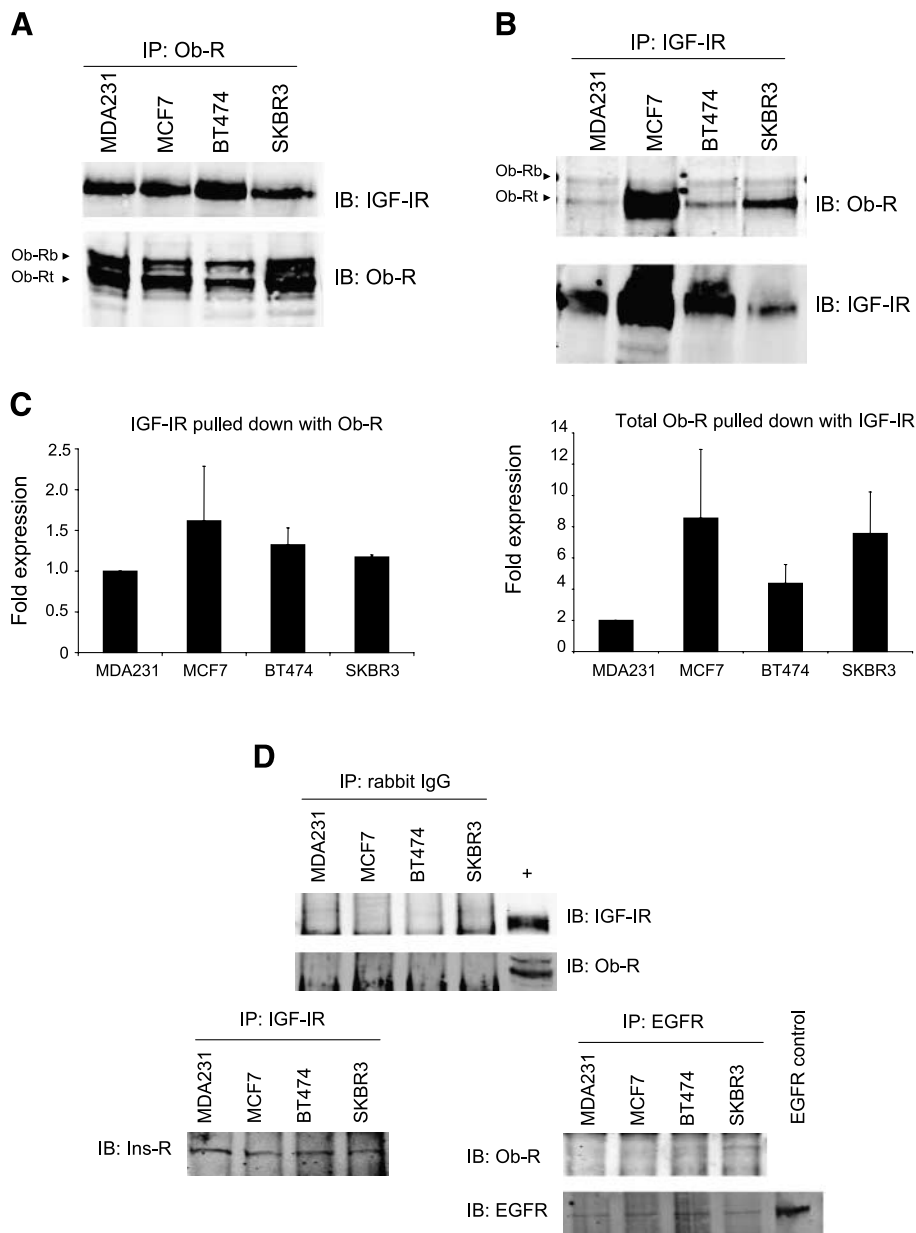 A
IP: Ob-R
MDA231 MCF7 BT474 SKBR3
IB: IGF-IR
Ob-Rb
Ob-Rt
IB: Ob-R
B
IP: IGF-IR
MDA231 MCF7 BT474 SKBR3
Ob-Rb
Ob-Rt
IB: Ob-R
IB: IGF-IR
C
IGF-IR pulled down with Ob-R
Fold expression
2.5
2.0
1.5
1.0
0.5
0
MDA231 MCF7 BT474 SKBR3
Total Ob-R pulled down with IGF-IR
Fold expression
14
12
10
8
6
4
2
0
MDA231 MCF7 BT474 SKBR3
D
IP: rabbit IgG
MDA231 MCF7 BT474 SKBR3 +
IB: IGF-IR
IB: Ob-R
IP: IGF-IR
MDA231 MCF7 BT474 SKBR3
IB: Ins-R
IP: EGFR
MDA231 MCF7 BT474 SKBR3 EGFR control
IB: Ob-R
IB: EGFR